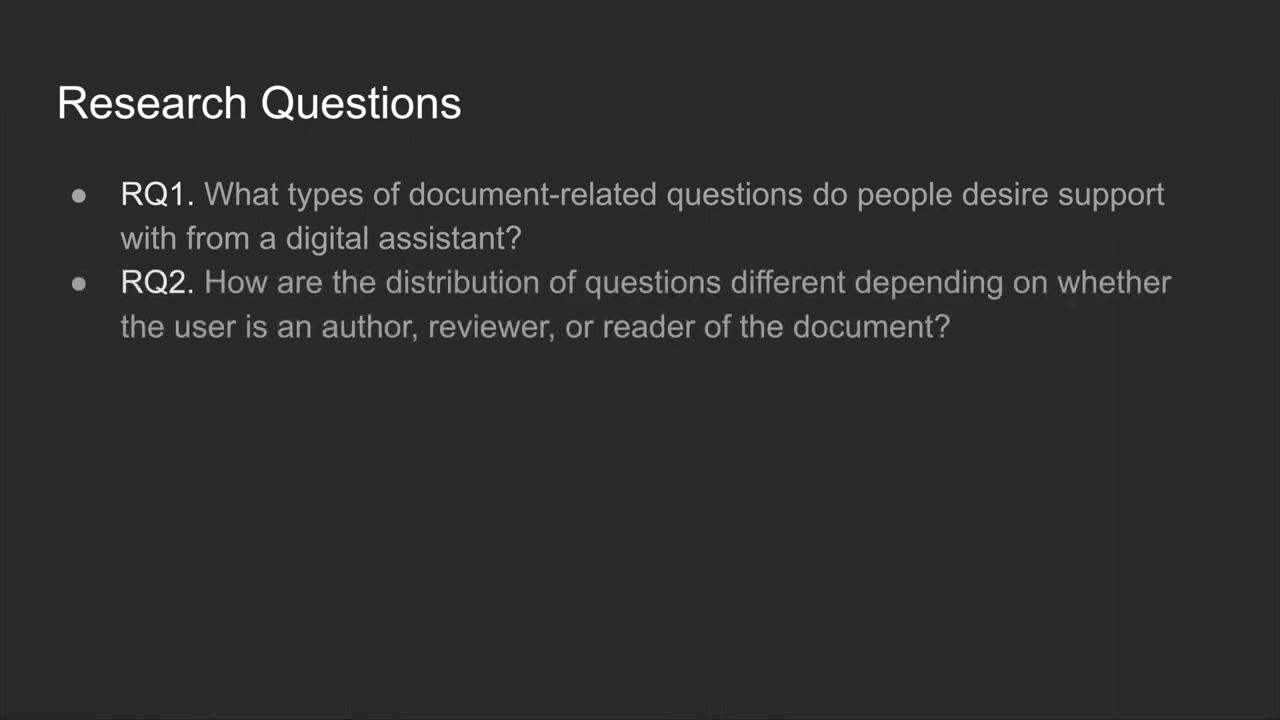 Research Questions
● RQ1. What types of document-related questions do people desire support
with from a digital assistant?
● RQ2. How are the distribution of questions different depending on whether
the user is an author, reviewer, or reader of the document?